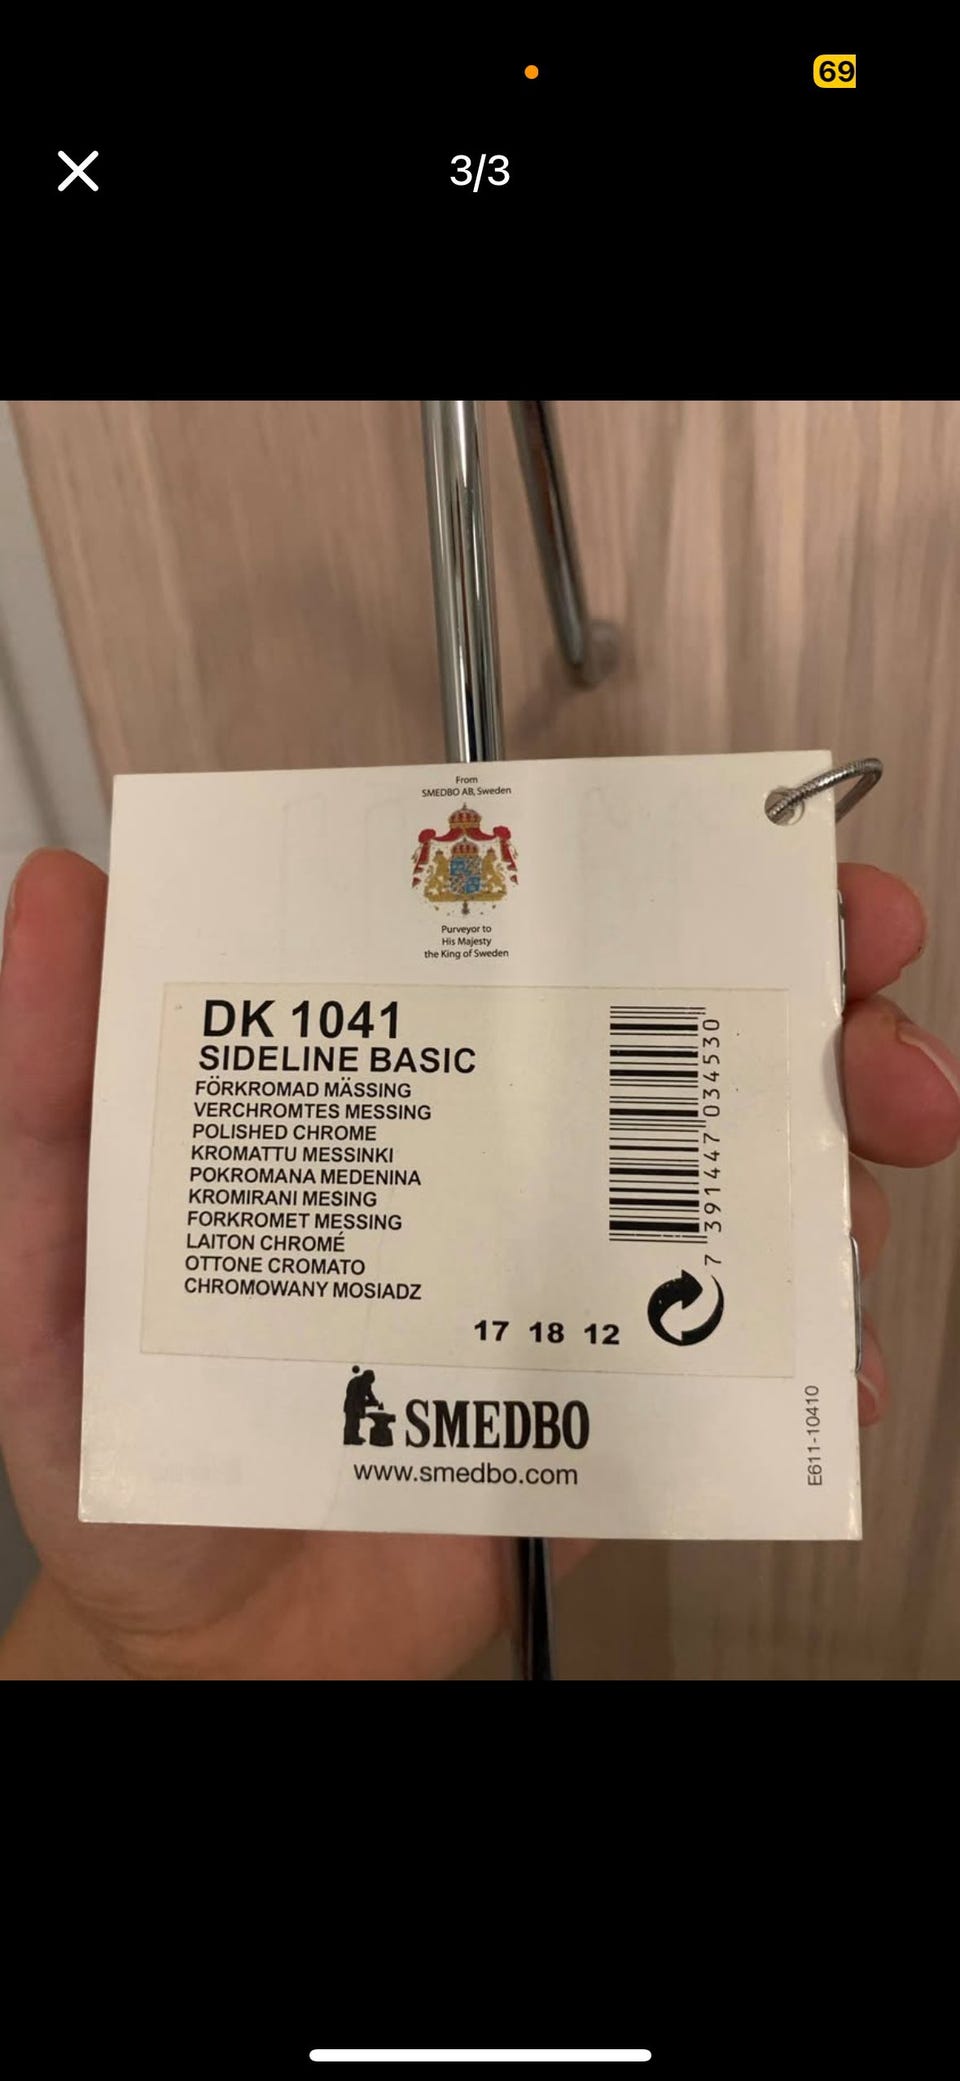 69
3/3
From
SMEDBO AB, Sweden
Purveyor to
His Majesty
the King of Sweden
DK 1041
SIDELINE BASIC
FÖRKROMAD MÄSSING
VERCHROMTES MESSING
POLISHED CHROME
KROMATTU MESSINKI
POKROMANA MEDENINA
KROMIRANI MESING
FORKROMET MESSING
LAITON CHROMÉ
OTTONE CROMATO
CHROMOWANY MOSIADZ
7 391447 034530
17 18 12
SMEDBO
www.smedbo.com
E611-10410